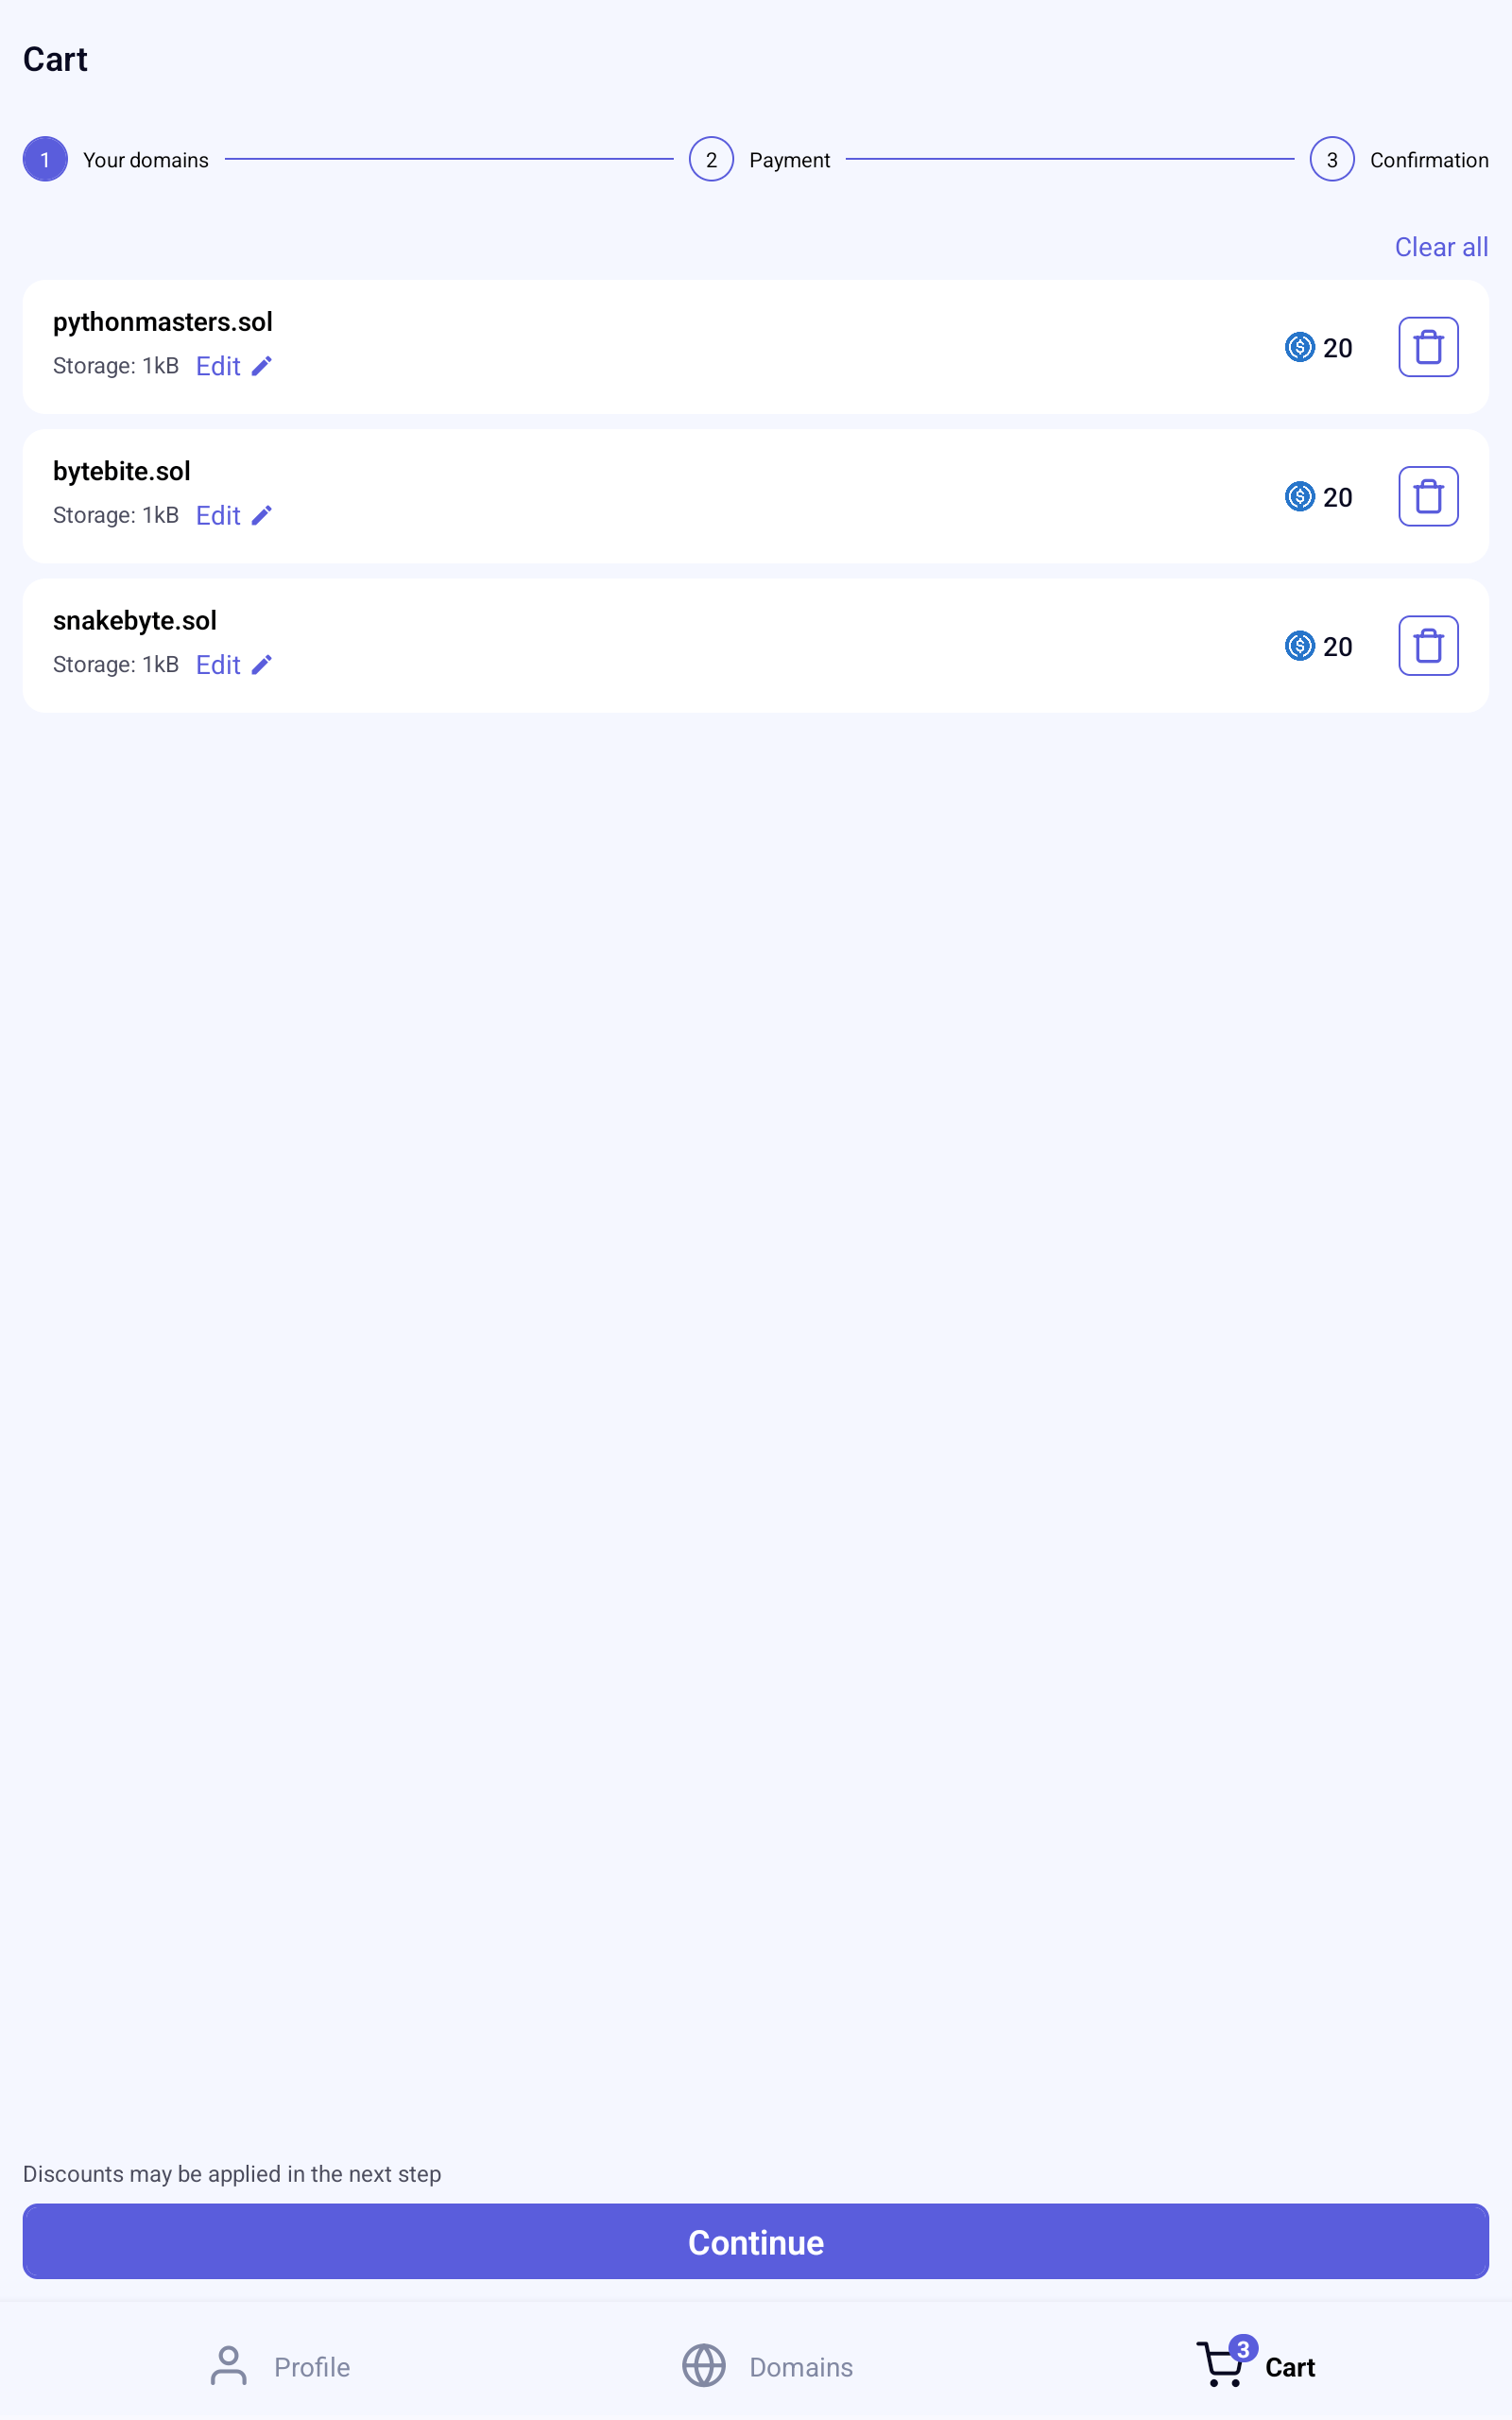 Cart
1 Your domains 2 Payment 3 Confirmation
Clear all
pythonmasters.sol
Storage: 1kB Edit
$ 20
bytebite.sol
Storage: 1kB Edit
$ 20
snakebyte.sol
Storage: 1kB Edit
$ 20
Discounts may be applied in the next step
Continue
Profile Domains 3 Cart